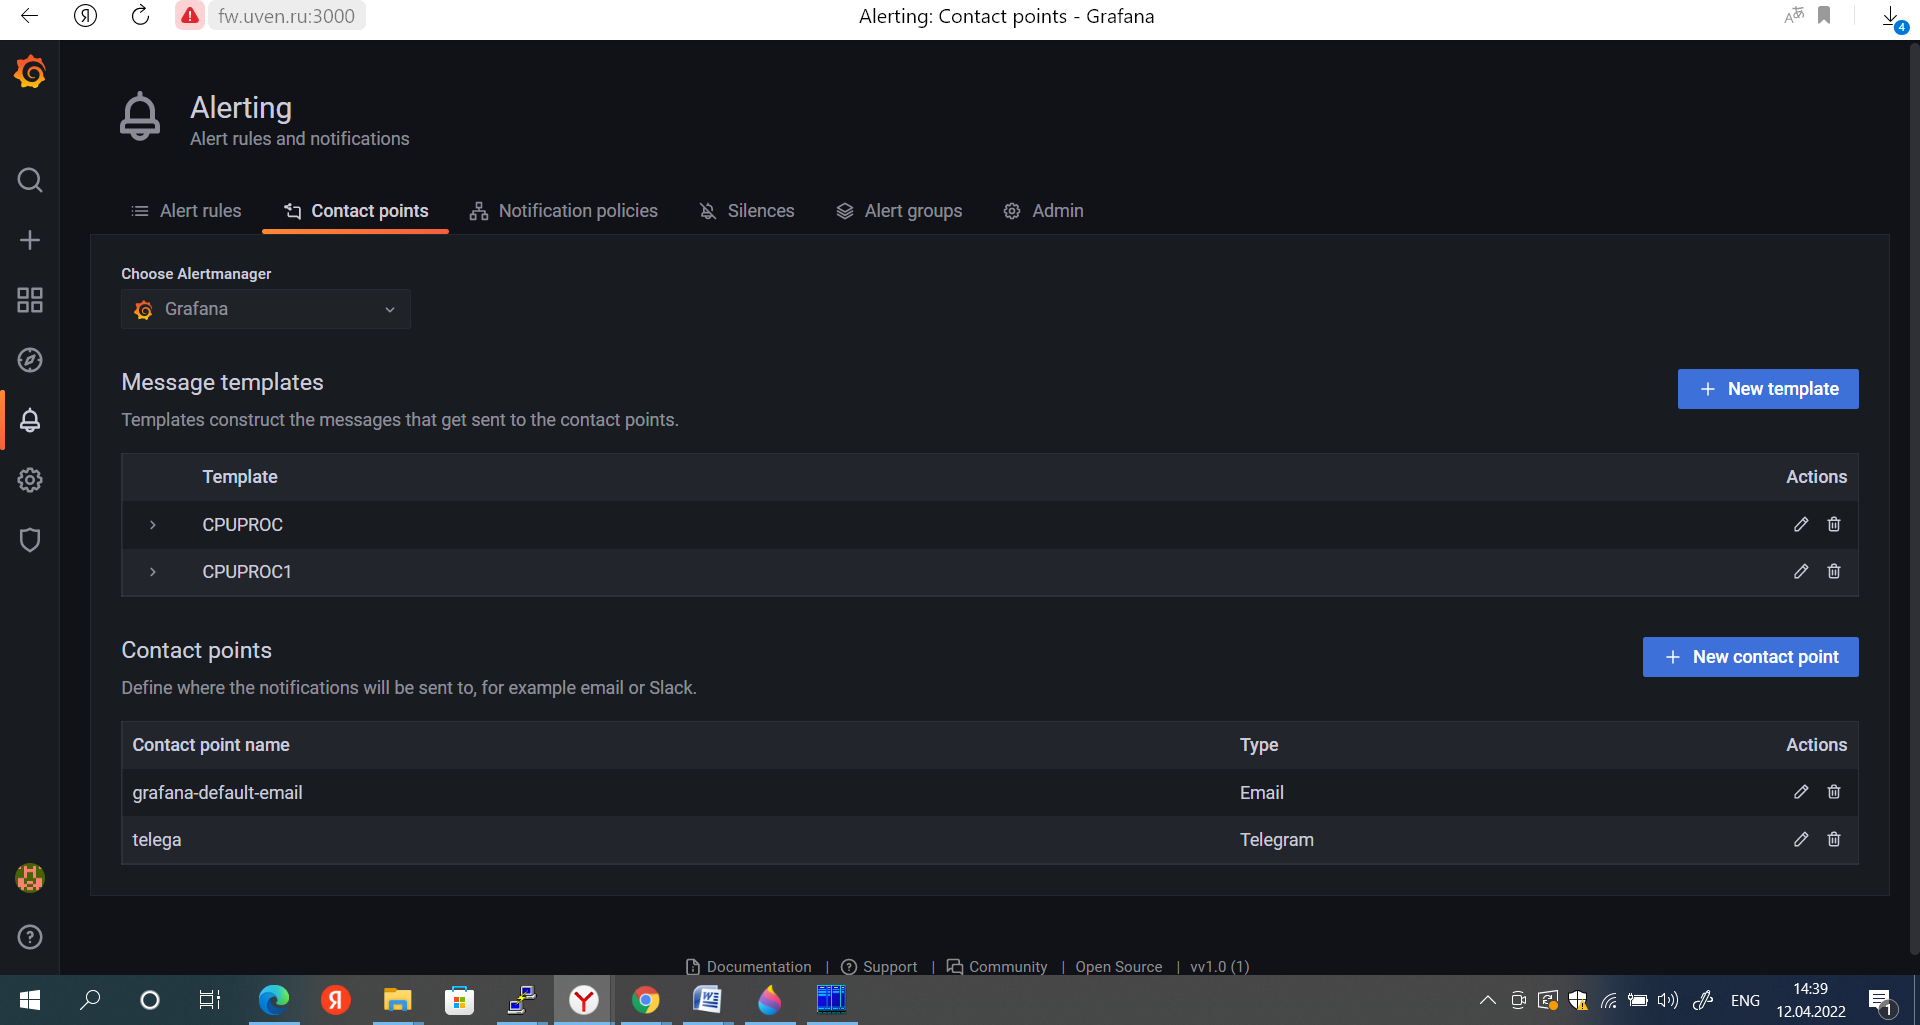 fw.uven.ru:3000
Alerting: Contact points - Grafana
4
Alerting
Alert rules and notifications
Alert rules
Contact points
Notification policies
Silences
Alert groups
Admin
Choose Alertmanager
Grafana
Message templates
+ New template
Templates construct the messages that get sent to the contact points.
Template Actions
CPUPROC
CPUPROC1
Contact points
+ New contact point
Define where the notifications will be sent to, for example email or Slack.
Contact point name Type Actions
grafana-default-email Email
telega Telegram
Documentation | Support | Community | Open Source | vv1.0 (1)
ENG
14:39
12.04.2022
1